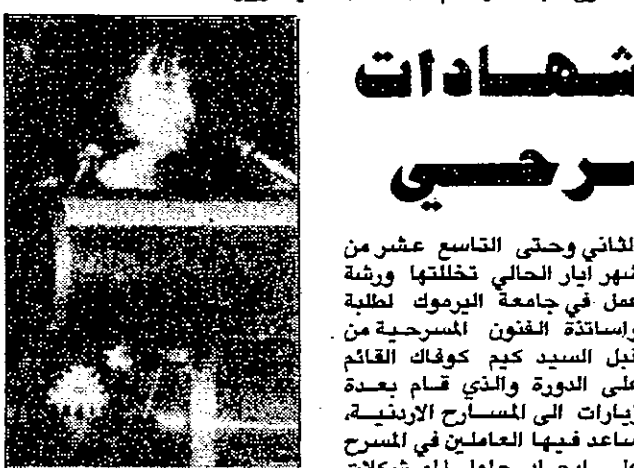 شهادات
رحي
لثاني وحتى التاسع عشر من
شهر ايار الحالي تخللتها ورشة
عمل في جامعة اليرموك لطلبة
واساتذة الفنون المسرحية من
قبل السيد كيم كوفاك القائم
على الدورة والذي قام بعدة
زيارات الى المسارح الاردنية،
ساعد فيها العاملين في المسرح